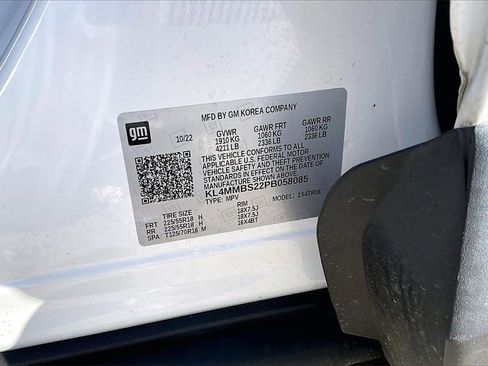 MFD BY GM KOREA COMPANY
gm
10/22
GVWR GAWR FRT GAWR RR
1910 KG 1060 KG 1060 KG
4211 LB 2336 LB 2336 LB
THIS VEHICLE CONFORMS TO ALL
APPLICABLE U.S. FEDERAL MOTOR
VEHICLE SAFETY AND THEFT PREVENTION
STANDARDS IN EFFECT ON THE DATE OF
MANUFACTURE SHOWN ABOVE.
KL4MMBS22PB058085
TYPE: MPV MODEL: 2S4TR06
TIRE SIZE RIM
FRT 225/55R18 H 18X7.5J
RR 225/55R18 H 18X7.5J
SPA T125/70R16 M 16X4BT